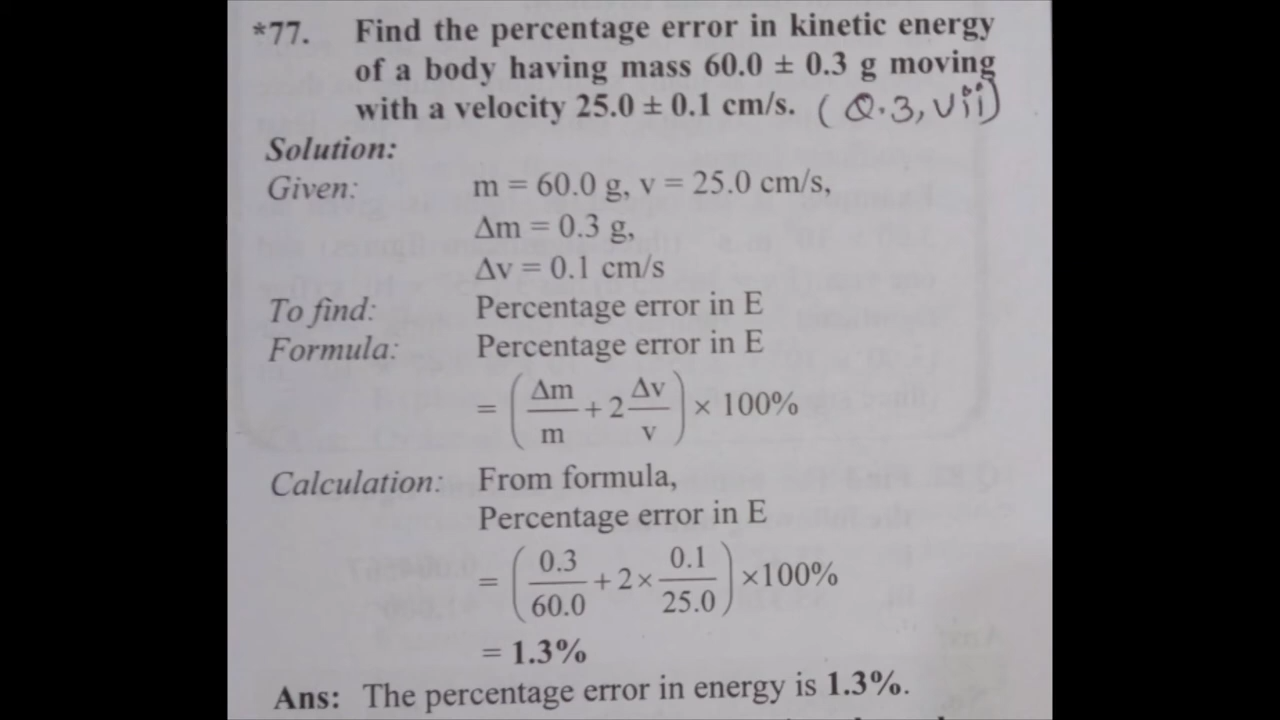 *77. Find the percentage error in kinetic energy
of a body having mass 60.0 ± 0.3 g moving
with a velocity 25.0 ± 0.1 cm/s. (Q.3, Vii)
Solution:
Given: m = 60.0 g, v = 25.0 cm/s,
Δm = 0.3 g,
Δv = 0.1 cm/s
To find: Percentage error in E
Formula: Percentage error in E
= (Δm/m + 2 Δv/v) × 100%
Calculation: From formula,
Percentage error in E
= (0.3/60.0 + 2 × 0.1/25.0) ×100%
= 1.3%
Ans: The percentage error in energy is 1.3%.